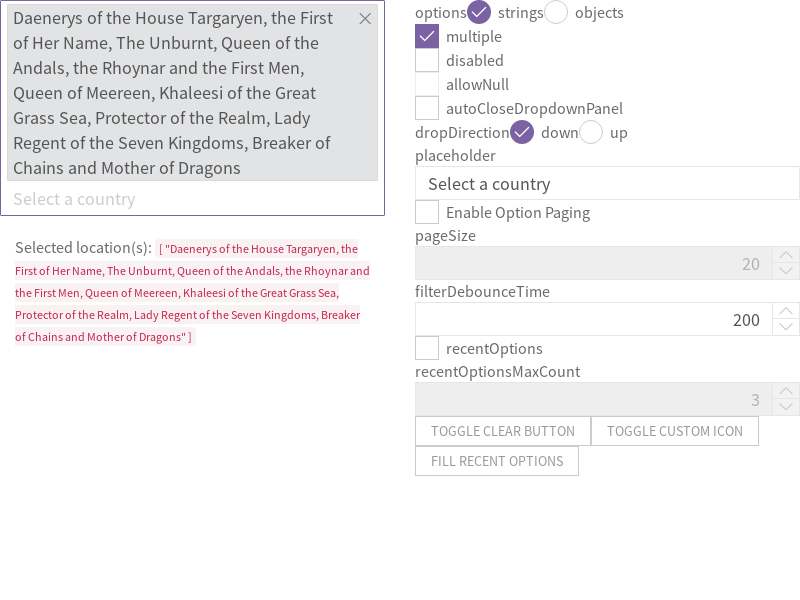 Daenerys of the House Targaryen, the First
of Her Name, The Unburnt, Queen of the
Andals, the Rhoynar and the First Men,
Queen of Meereen, Khaleesi of the Great
Grass Sea, Protector of the Realm, Lady
Regent of the Seven Kingdoms, Breaker of
Chains and Mother of Dragons
Select a country
Selected location(s): [ "Daenerys of the House Targaryen, the
First of Her Name, The Unburnt, Queen of the Andals, the Rhoynar and
the First Men, Queen of Meereen, Khaleesi of the Great Grass Sea,
Protector of the Realm, Lady Regent of the Seven Kingdoms, Breaker
of Chains and Mother of Dragons" ]
options strings objects
multiple
disabled
allowNull
autoCloseDropdownPanel
dropDirection down up
placeholder
Select a country
Enable Option Paging
pageSize
20
filterDebounceTime
200
recentOptions
recentOptionsMaxCount
3
TOGGLE CLEAR BUTTON TOGGLE CUSTOM ICON
FILL RECENT OPTIONS